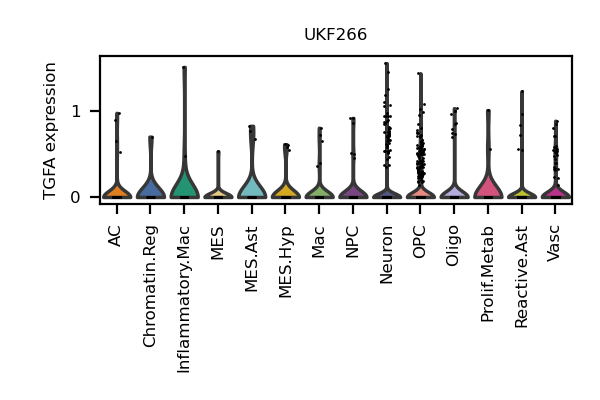 UKF266
TGFA expression
1
0
AC
Chromatin.Reg
Inflammatory.Mac
MES
MES.Ast
MES.Hyp
Mac
NPC
Neuron
OPC
Oligo
Prolif.Metab
Reactive.Ast
Vasc